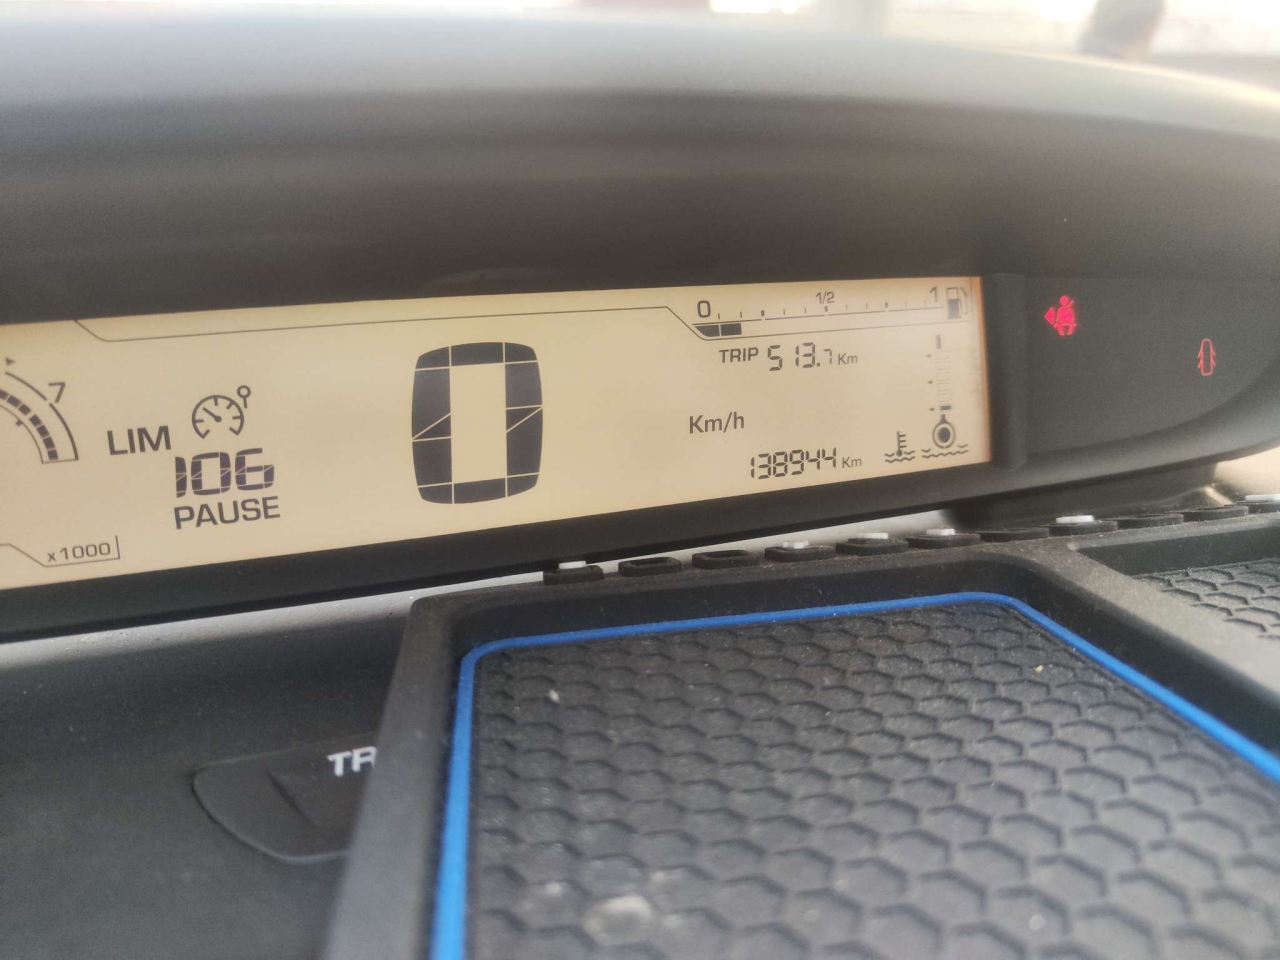 7
LIM
106
PAUSE
x1000
0
0 1/2 1
TRIP 513.7 Km
Km/h
138944 Km
TR